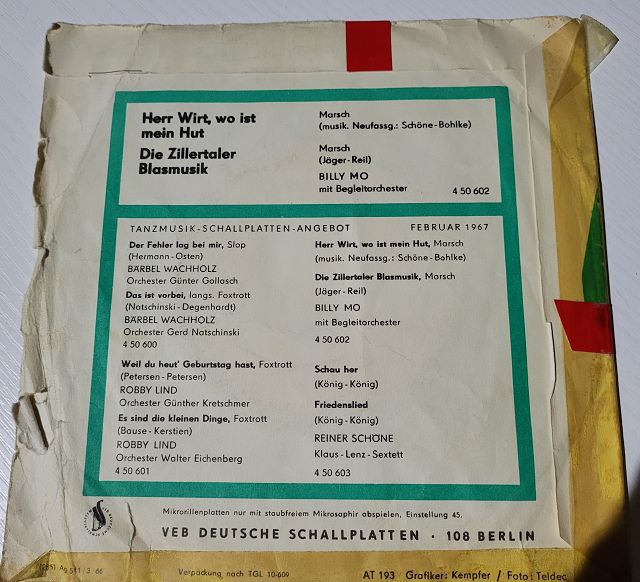 Herr Wirt, wo ist
mein Hut
Marsch
(musik. Neufassg.: Schöne-Bohlke)
Die Zillertaler
Blasmusik
Marsch
(Jäger-Reil)
BILLY MO
mit Begleitorchester
4 50 602
TANZMUSIK-SCHALLPLATTEN-ANGEBOT FEBRUAR 1967
Der Fehler lag bei mir, Slop
(Hermann-Osten)
BÄRBEL WACHHOLZ
Orchester Günter Gollasch
Das ist vorbei, langs. Foxtrott
(Natschinski-Degenhardt)
BÄRBEL WACHHOLZ
Orchester Gerd Natschinski
4 50 600
Weil du heut' Geburtstag hast, Foxtrott
(Petersen-Petersen)
ROBBY LIND
Orchester Günther Kretschmer
Es sind die kleinen Dinge, Foxtrott
(Bause-Kerstien)
ROBBY LIND
Orchester Walter Eichenberg
4 50 601
Herr Wirt, wo ist mein Hut, Marsch
(musik. Neufassg.: Schöne-Bohlke)
Die Zillertaler Blasmusik, Marsch
(Jäger-Reil)
BILLY MO
mit Begleitorchester
4 50 602
Schau her
(König-König)
Friedenslied
(König-König)
REINER SCHÖNE
Klaus-Lenz-Sextett
4 50 603
Mikrorillenplatten nur mit staubfreiem Mikrosaphir abspielen, Einstellung 45.
VEB DEUTSCHE SCHALLPLATTEN · 108 BERLIN
Ag 511 / 3. 66 Verpackung nach TGL 10-609 AT 193 Grafiker: Kempfer / Foto: Teldec